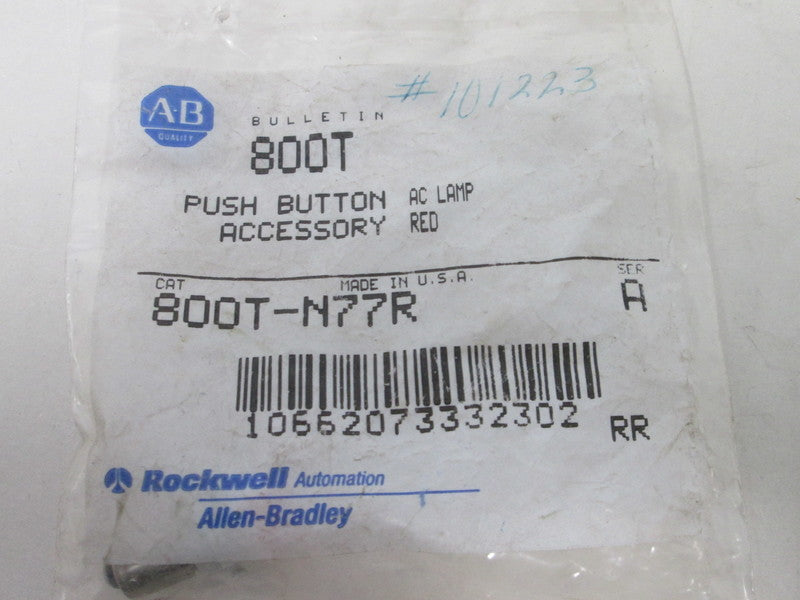 #101223
A-B
QUALITY
BULLETIN
800T
PUSH BUTTON AC LAMP
ACCESSORY RED
CAT MADE IN U.S.A. SER
800T-N77R A
10662073332302 RR
Rockwell Automation
Allen-Bradley